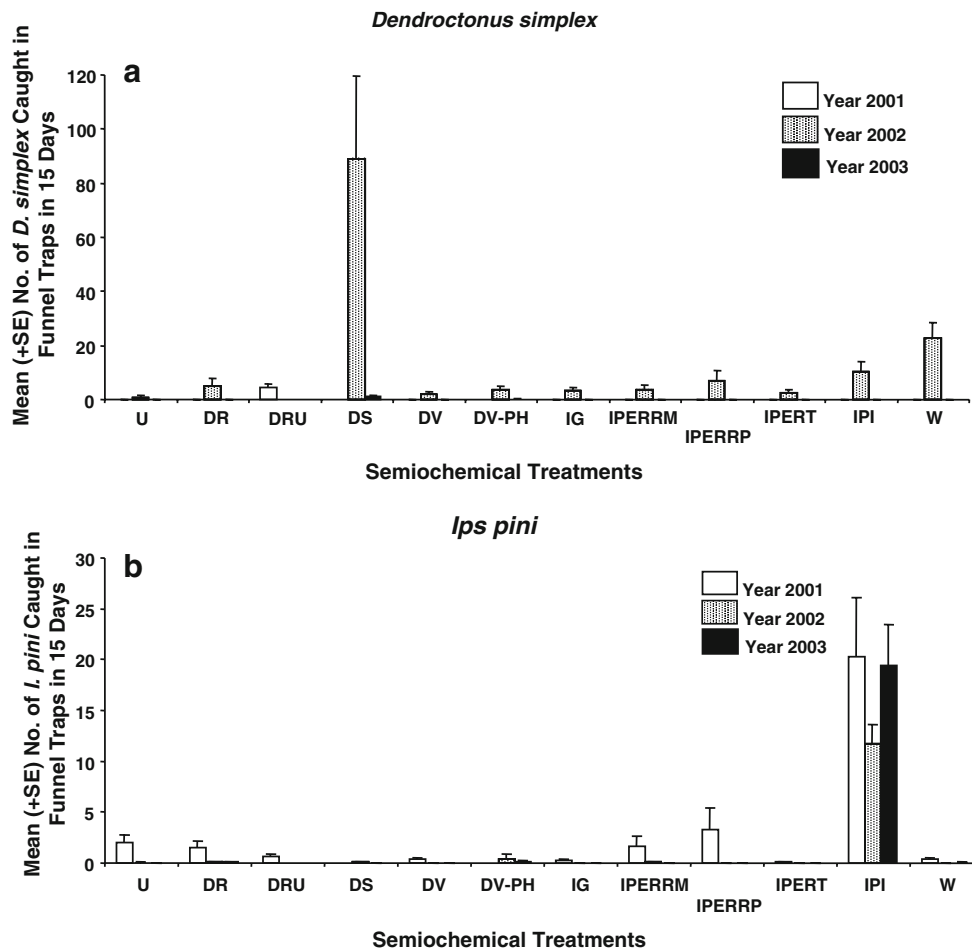 Dendroctonus simplex
a
Mean (+SE) No. of D. simplex Caught in
Funnel Traps in 15 Days
120
100
80
60
40
20
0
Year 2001
Year 2002
Year 2003
U DR DRU DS DV DV-PH IG IPERRM IPERRP IPERT IPI W
Semiochemical Treatments
Ips pini
b
Mean (+SE) No. of I. pini Caught in
Funnel Traps in 15 Days
30
25
20
15
10
5
0
Year 2001
Year 2002
Year 2003
U DR DRU DS DV DV-PH IG IPERRM IPERRP IPERT IPI W
Semiochemical Treatments